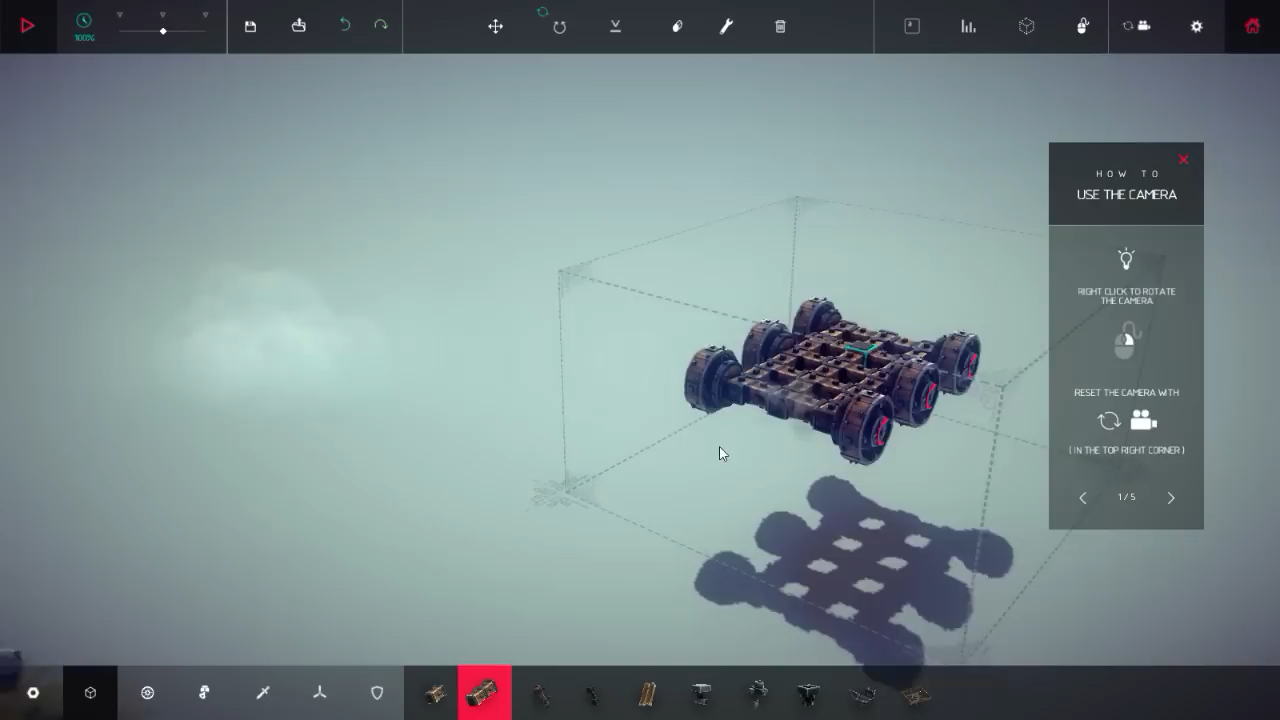 100%
HOW TO
USE THE CAMERA
RIGHT CLICK TO ROTATE
THE CAMERA
RESET THE CAMERA WITH
( IN THE TOP RIGHT CORNER )
1/5